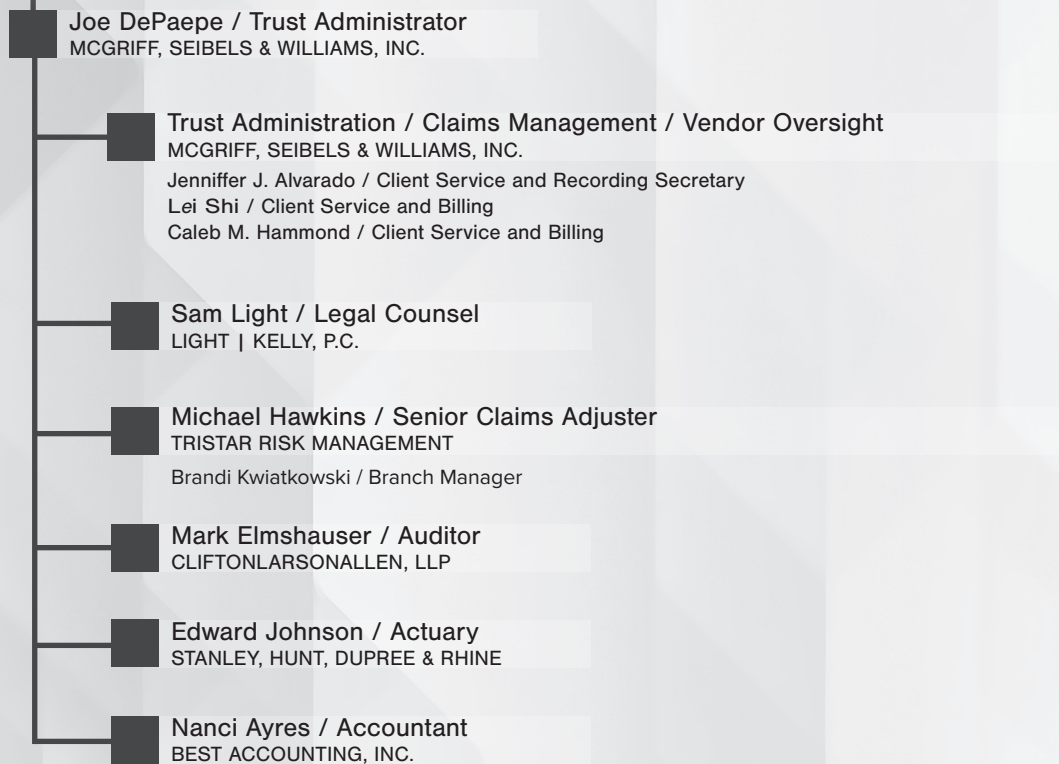 Joe DePaepe / Trust Administrator
MCGRIFF, SEIBELS & WILLIAMS, INC.
Trust Administration / Claims Management / Vendor Oversight
MCGRIFF, SEIBELS & WILLIAMS, INC.
Jenniffer J. Alvarado / Client Service and Recording Secretary
Lei Shi / Client Service and Billing
Caleb M. Hammond / Client Service and Billing
Sam Light / Legal Counsel
LIGHT | KELLY, P.C.
Michael Hawkins / Senior Claims Adjuster
TRISTAR RISK MANAGEMENT
Brandi Kwiatkowski / Branch Manager
Mark Elmshauser / Auditor
CLIFTONLARSONALLEN, LLP
Edward Johnson / Actuary
STANLEY, HUNT, DUPREE & RHINE
Nanci Ayres / Accountant
BEST ACCOUNTING, INC.